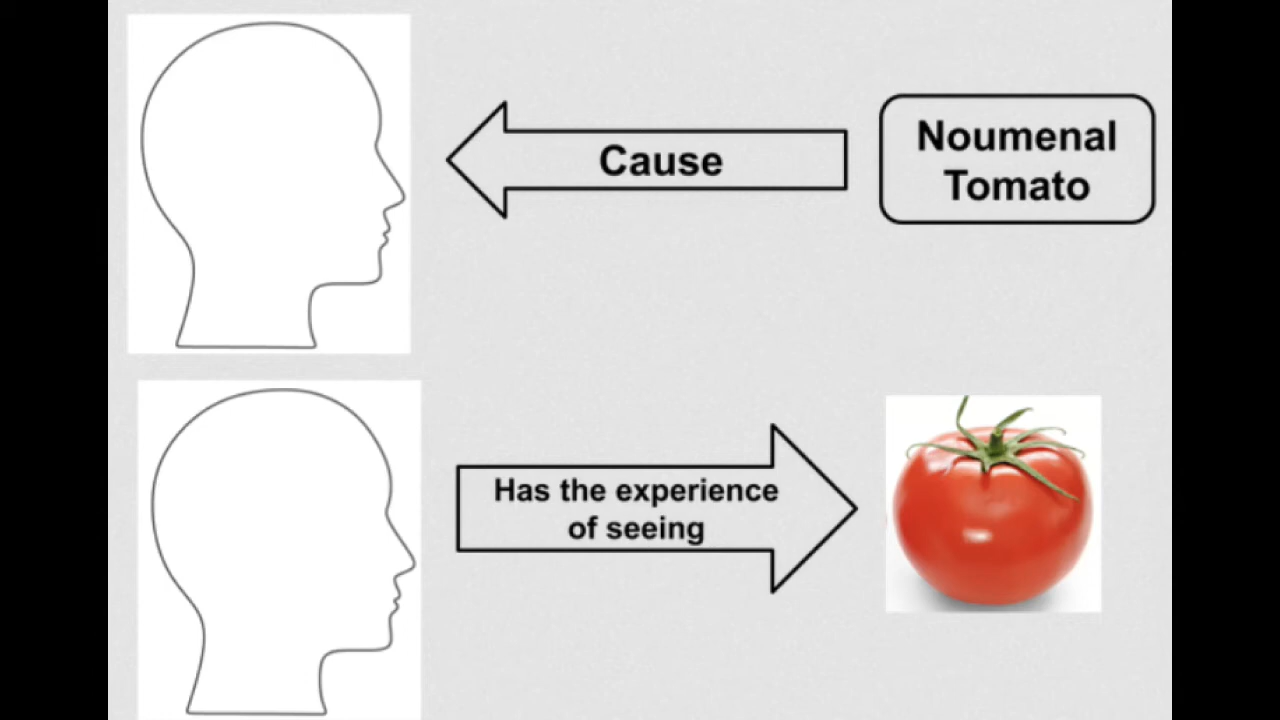 Cause
Noumenal
Tomato
Has the experience
of seeing